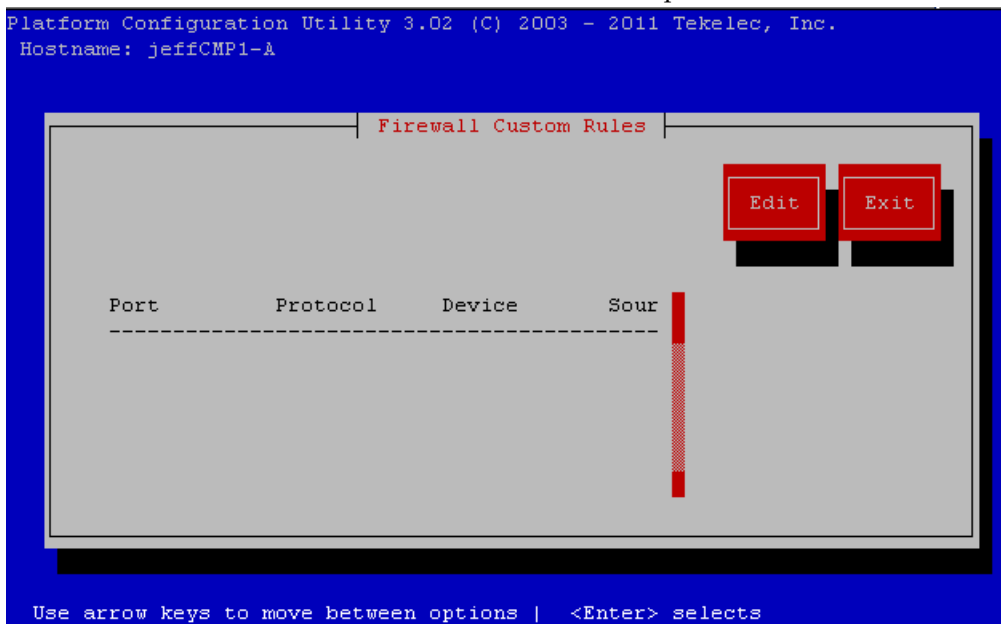 Platform Configuration Utility 3.02 (C) 2003 - 2011 Tekelec, Inc.
Hostname: jeffCMP1-A
Firewall Custom Rules
Edit Exit
Port Protocol Device Sour
-------------------------------------------
Use arrow keys to move between options | <Enter> selects